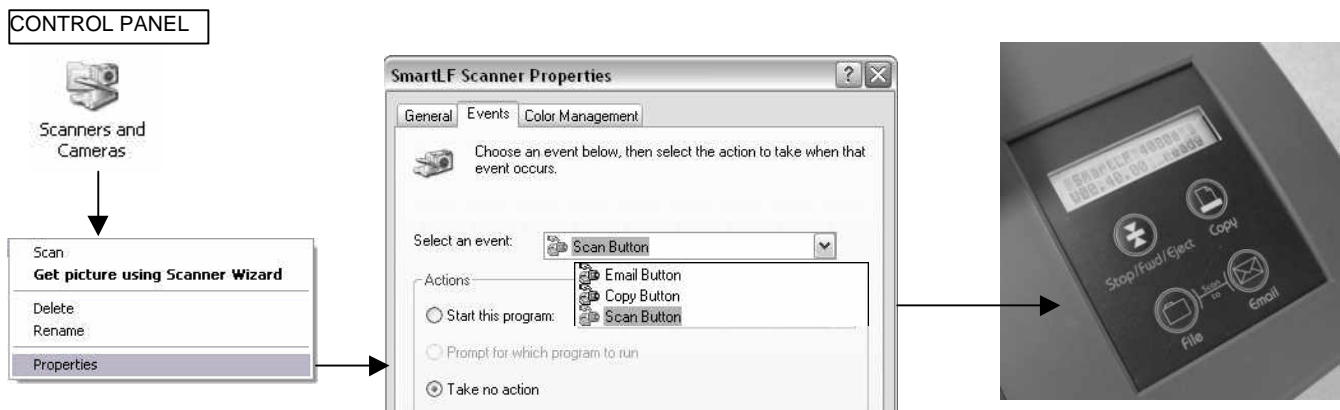 CONTROL PANEL
Scanners and
Cameras
Scan
Get picture using Scanner Wizard
Delete
Rename
Properties
SmartLF Scanner Properties
General Events Color Management
Choose an event below, then select the action to take when that
event occurs.
Select an event: Scan Button
Email Button
Copy Button
Scan Button
Actions
Start this program:
Prompt for which program to run
Take no action
Ready
Stop/Fwd/Eject
Copy
Scan
to
File
Email